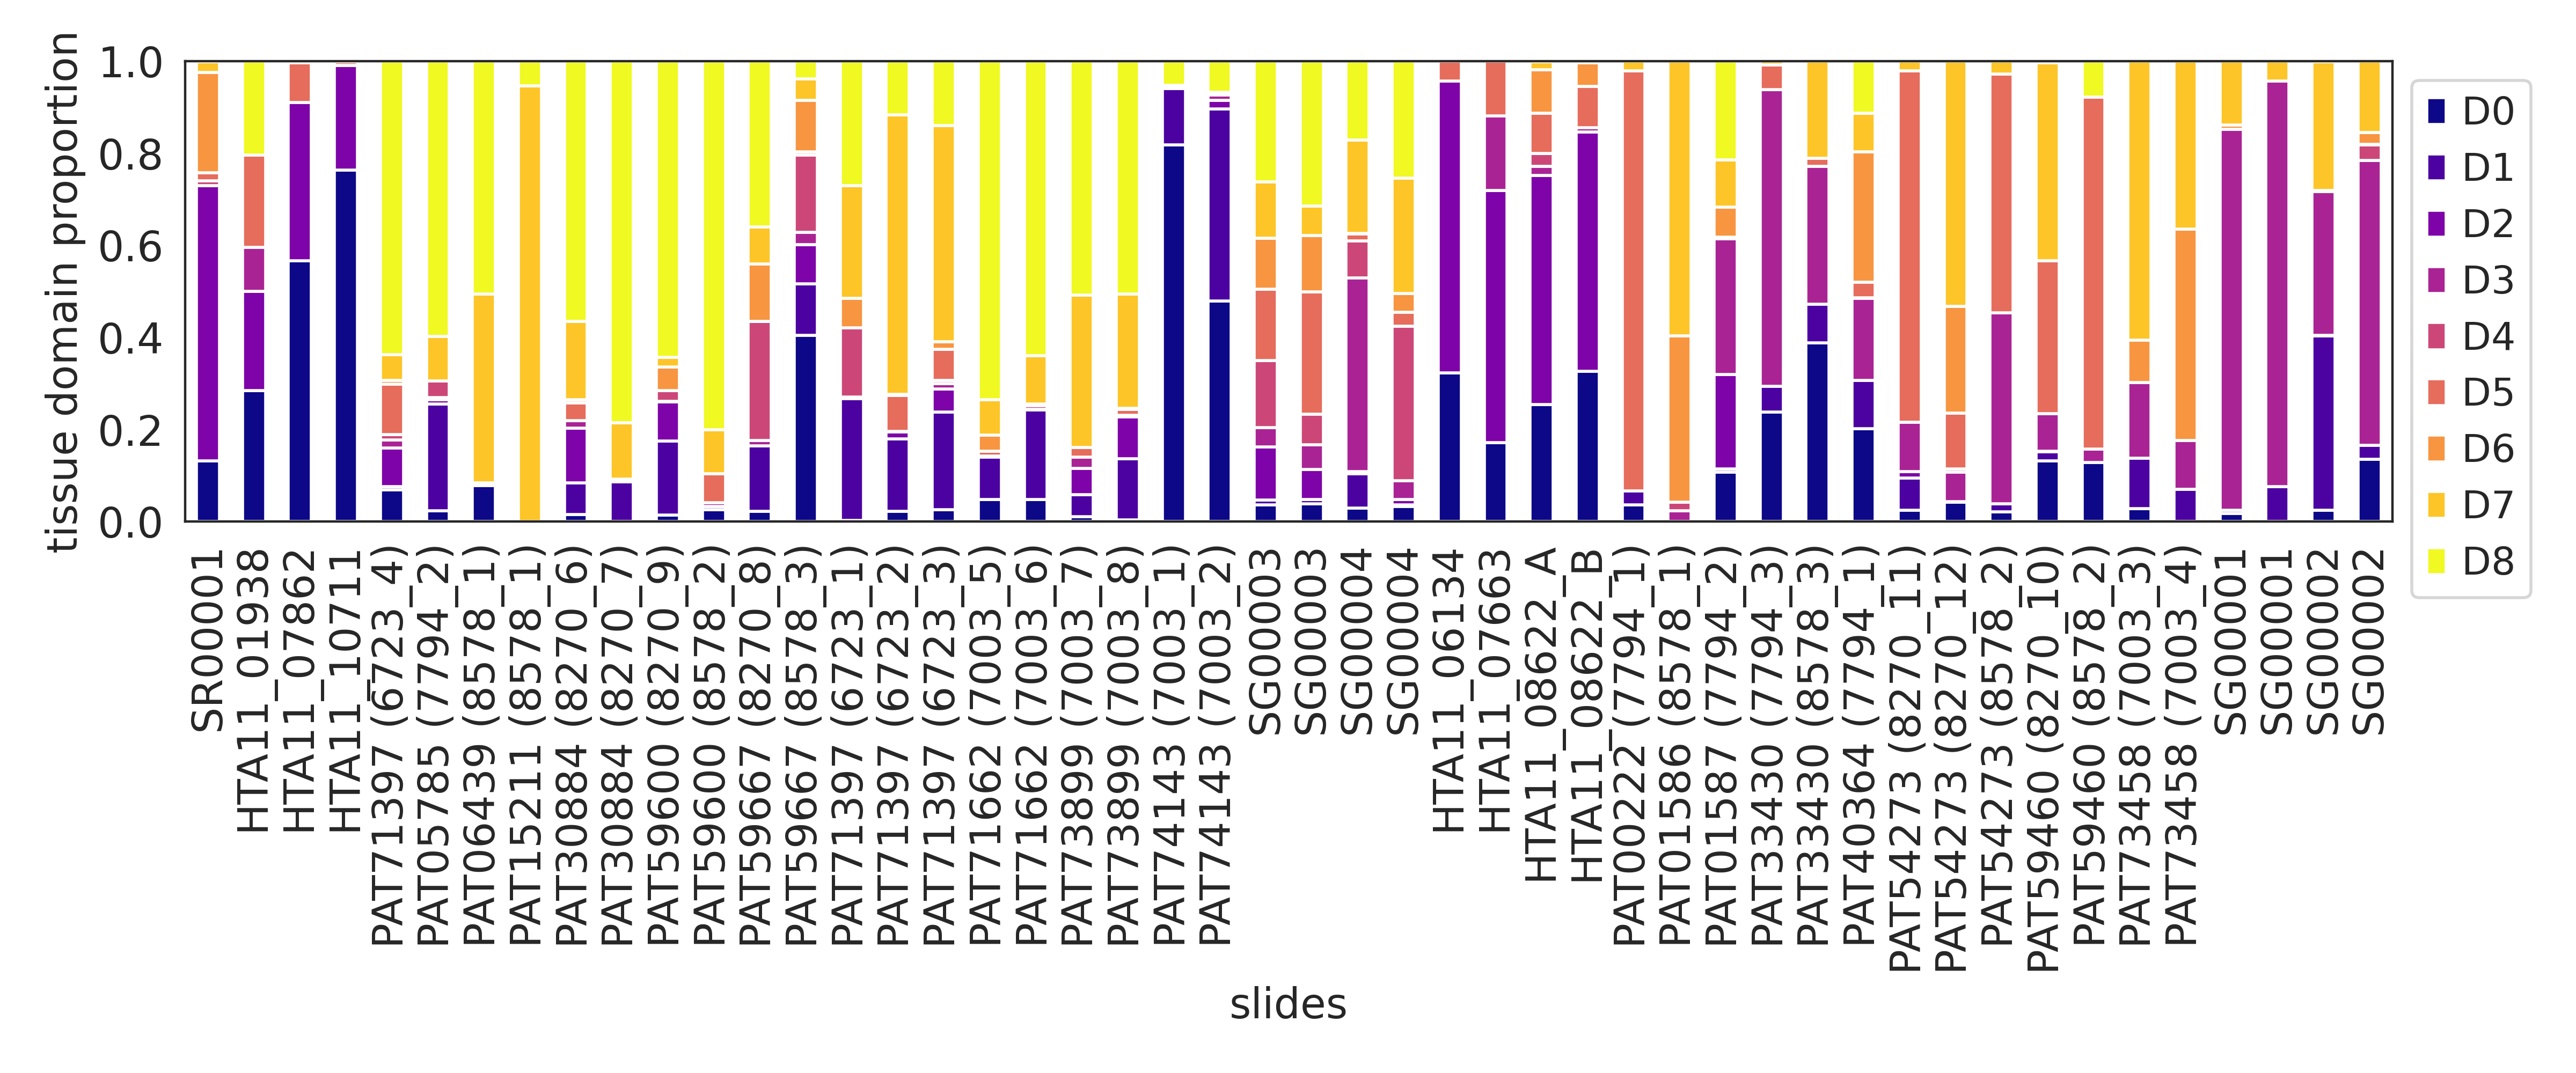 tissue domain proportion
1.0
0.8
0.6
0.4
0.2
0.0
SR00001
HTA11_01938
HTA11_07862
HTA11_10711
PAT71397 (6723_4)
PAT05785 (7794_2)
PAT06439 (8578_1)
PAT15211 (8578_1)
PAT30884 (8270_6)
PAT30884 (8270_7)
PAT59600 (8270_9)
PAT59600 (8578_2)
PAT59667 (8270_8)
PAT59667 (8578_3)
PAT71397 (6723_1)
PAT71397 (6723_2)
PAT71397 (6723_3)
PAT71662 (7003_5)
PAT71662 (7003_6)
PAT73899 (7003_7)
PAT73899 (7003_8)
PAT74143 (7003_1)
PAT74143 (7003_2)
SG00003
SG00003
SG00004
SG00004
HTA11_06134
HTA11_07663
HTA11_08622_A
HTA11_08622_B
PAT00222 (7794_1)
PAT01586 (8578_1)
PAT01587 (7794_2)
PAT33430 (7794_3)
PAT33430 (8578_3)
PAT40364 (7794_1)
PAT54273 (8270_11)
PAT54273 (8270_12)
PAT54273 (8578_2)
PAT59460 (8270_10)
PAT59460 (8578_2)
PAT73458 (7003_3)
PAT73458 (7003_4)
SG00001
SG00001
SG00002
SG00002
slides
D0
D1
D2
D3
D4
D5
D6
D7
D8